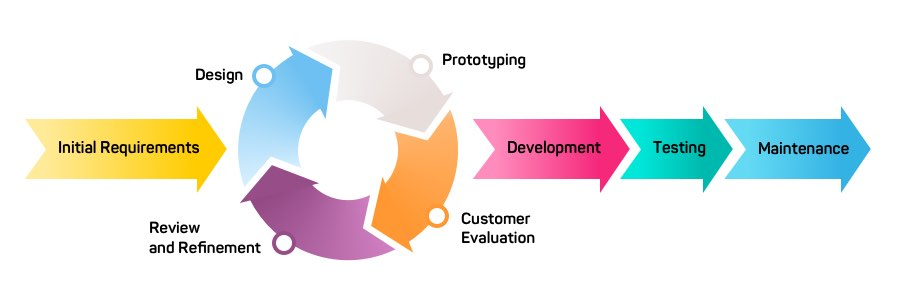 Initial Requirements
Design
Prototyping
Customer
Evaluation
Review
and Refinement
Development
Testing
Maintenance